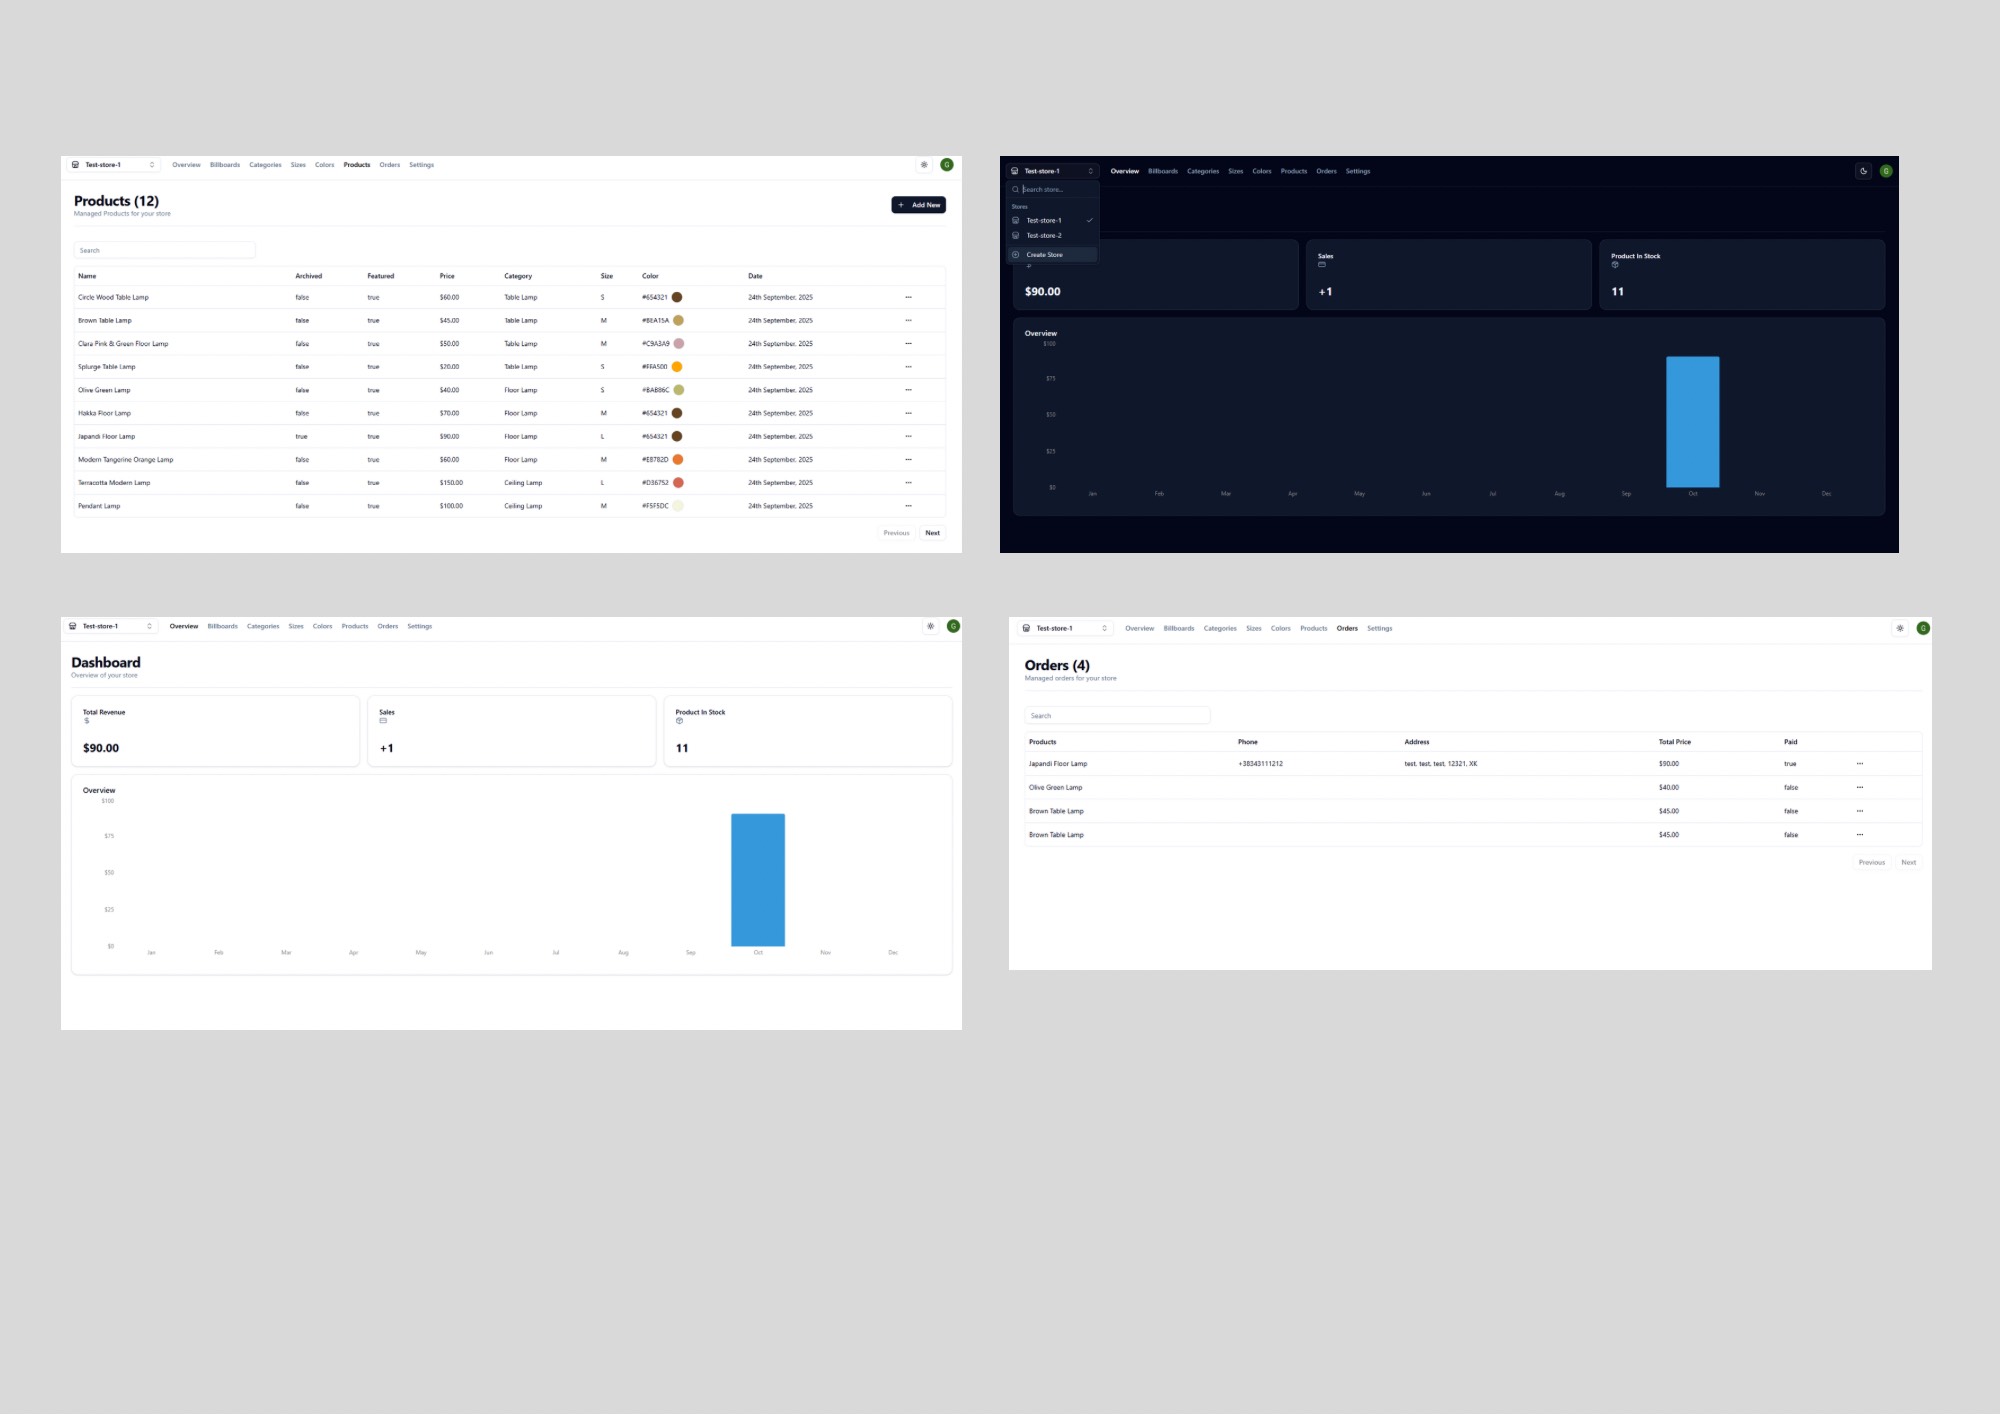 Test-store-1 Overview Billboards Categories Sizes Colors Products Orders Settings G
Products (12)
Managed Products for your store
+ Add New
Search
Name Archived Featured Price Category Size Color Date
Circle Wood Table Lamp false true $60.00 Table Lamp S #654321 24th September, 2025 ...
Brown Table Lamp false true $45.00 Table Lamp M #BEA15A 24th September, 2025 ...
Clara Pink & Green Floor Lamp false true $50.00 Table Lamp M #C9A3A9 24th September, 2025 ...
Splurge Table Lamp false true $20.00 Table Lamp S #FFA500 24th September, 2025 ...
Olive Green Lamp false true $40.00 Floor Lamp S #BAB86C 24th September, 2025 ...
Hakka Floor Lamp false true $70.00 Floor Lamp M #654321 24th September, 2025 ...
Japandi Floor Lamp true true $90.00 Floor Lamp L #654321 24th September, 2025 ...
Modern Tangerine Orange Lamp false true $60.00 Floor Lamp M #E8782D 24th September, 2025 ...
Terracotta Modern Lamp false true $150.00 Ceiling Lamp L #D36752 24th September, 2025 ...
Pendant Lamp false true $100.00 Ceiling Lamp M #F5F5DC 24th September, 2025 ...
Previous Next
Test-store-1 Overview Billboards Categories Sizes Colors Products Orders Settings G
Search store...
Stores
Test-store-1
Test-store-2
Create Store
Sales Product In Stock
$90.00 +1 11
Overview
$100
$75
$50
$25
$0
Jan Feb Mar Apr May Jun Jul Aug Sep Oct Nov Dec
Test-store-1 Overview Billboards Categories Sizes Colors Products Orders Settings G
Dashboard
Overview of your store
Total Revenue Sales Product In Stock
$
$90.00 +1 11
Overview
$100
$75
$50
$25
$0
Jan Feb Mar Apr May Jun Jul Aug Sep Oct Nov Dec
Test-store-1 Overview Billboards Categories Sizes Colors Products Orders Settings G
Orders (4)
Managed orders for your store
Search
Products Phone Address Total Price Paid
Japandi Floor Lamp +38343111212 test, test, test, 12321, XK $90.00 true ...
Olive Green Lamp $40.00 false ...
Brown Table Lamp $45.00 false ...
Brown Table Lamp $45.00 false ...
Previous Next